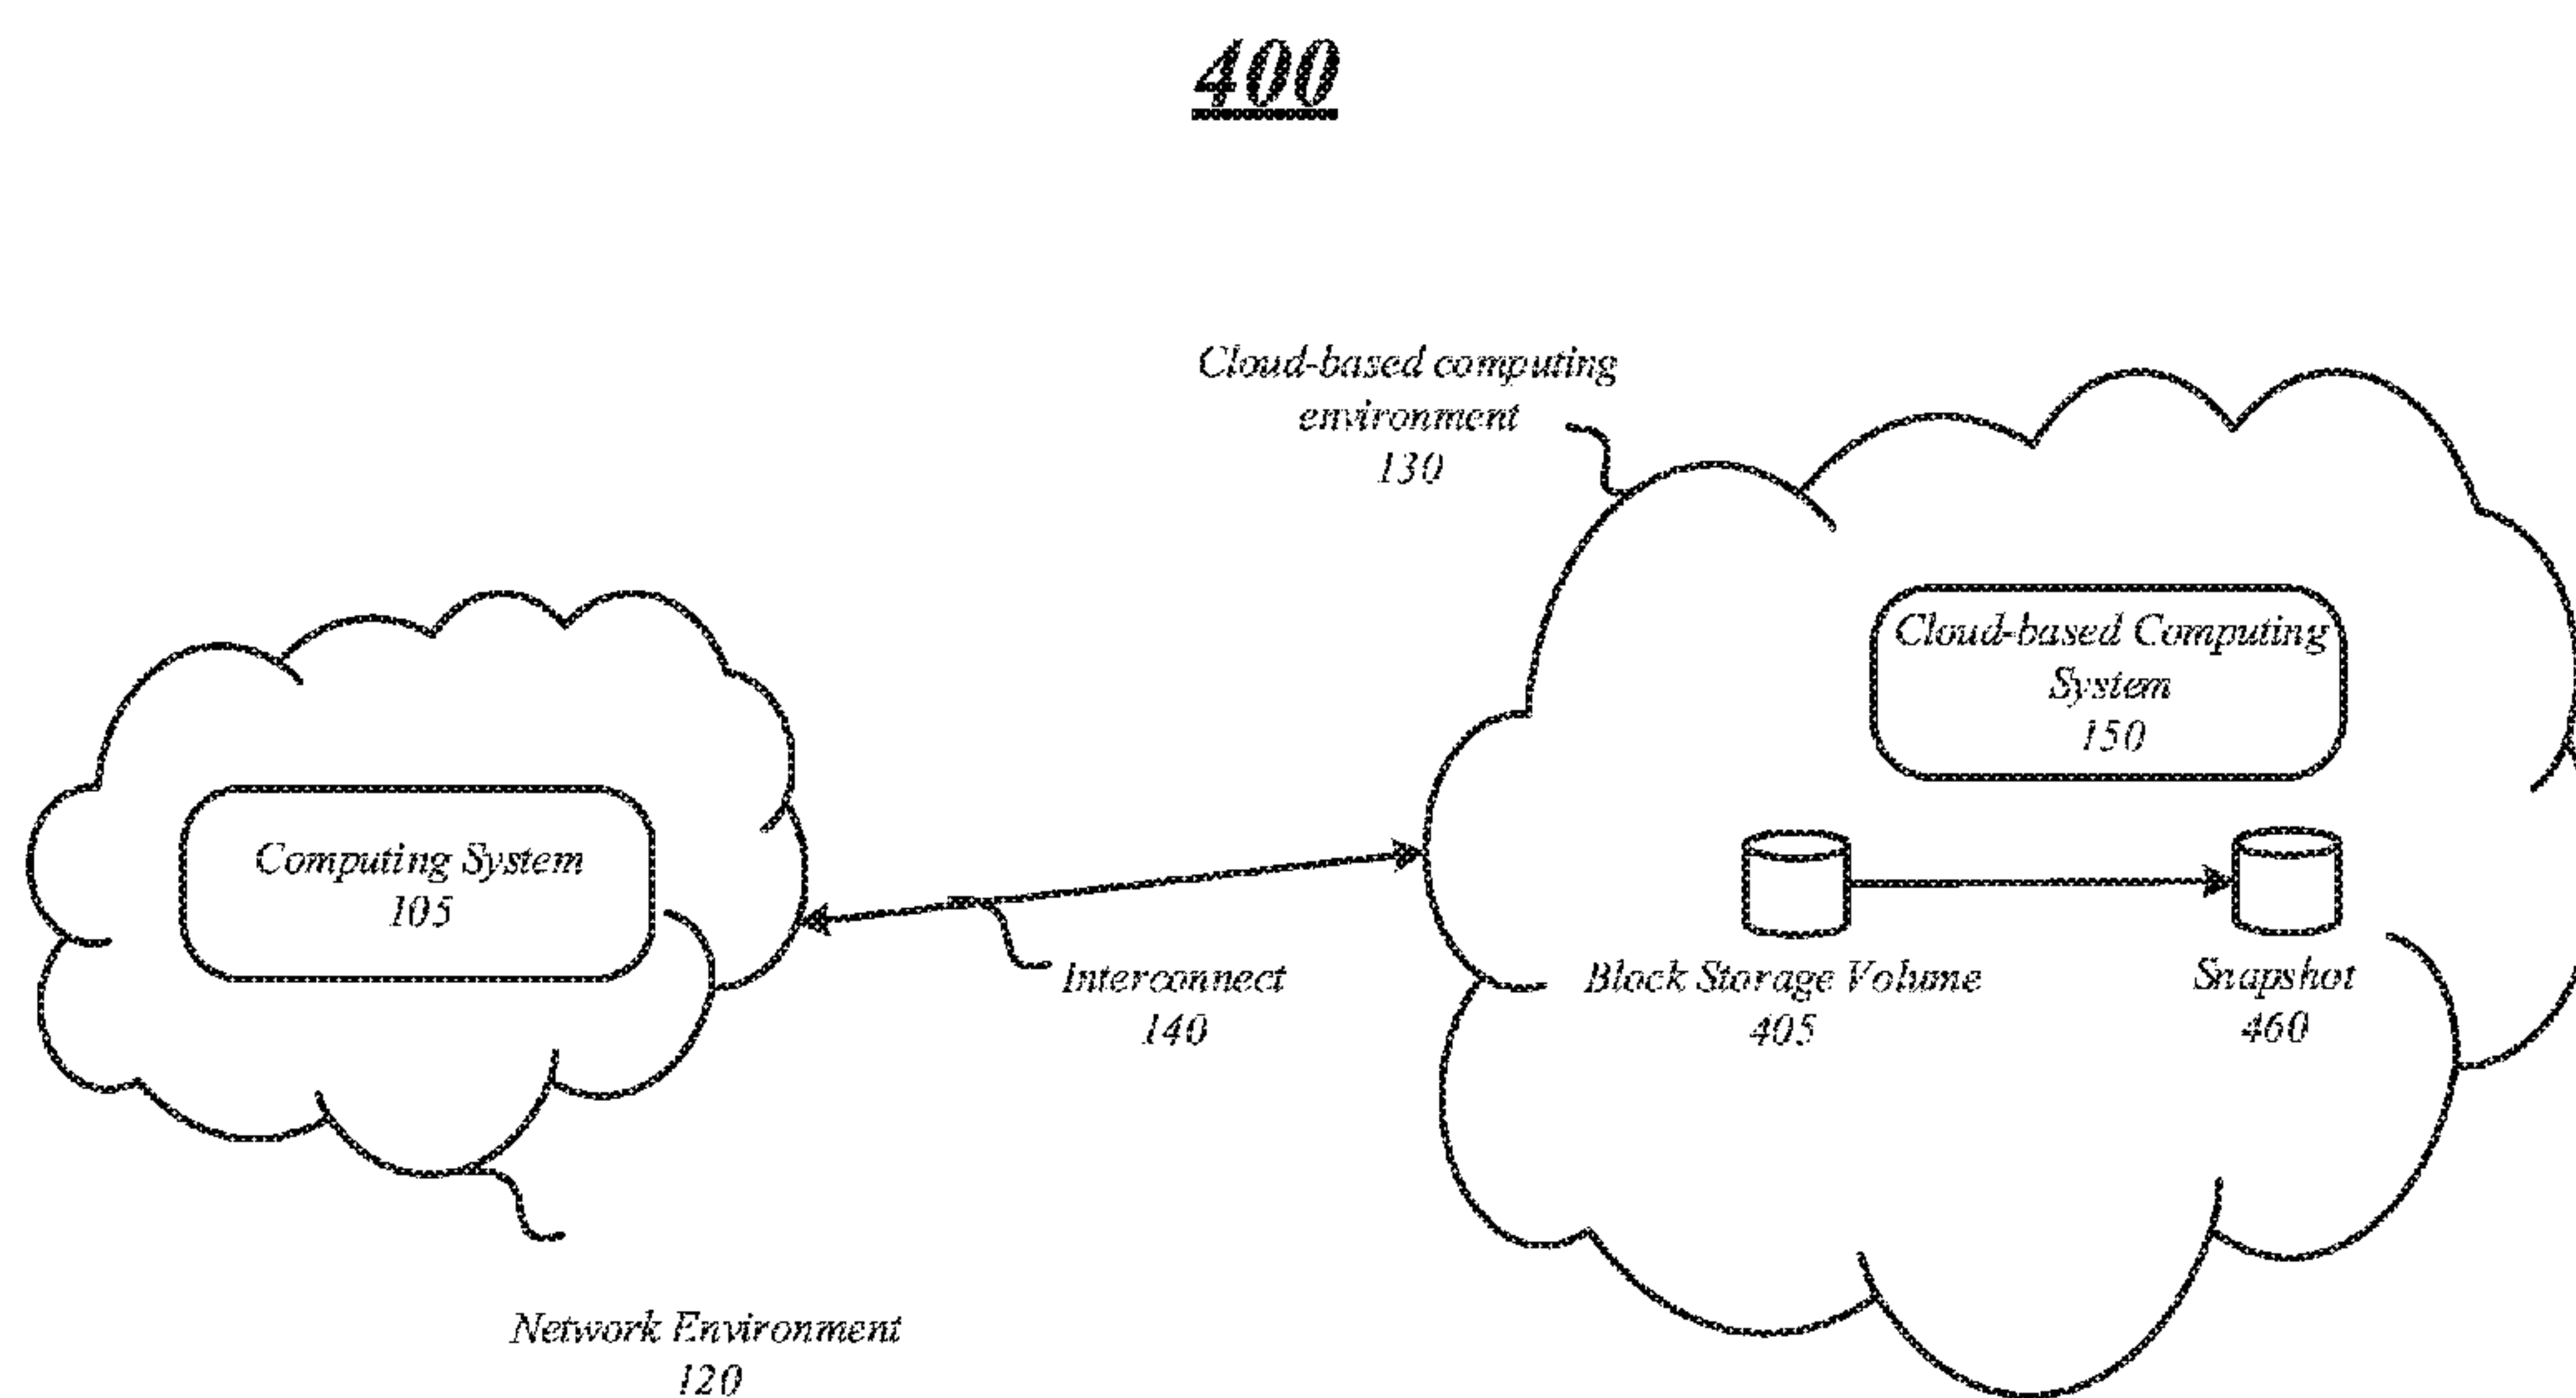 400
Cloud-based computing
environment
130
Cloud-based Computing
System
150
Computing System
105
Interconnect
140
Block Storage Volume
405
Snapshot
460
Network Environment
120